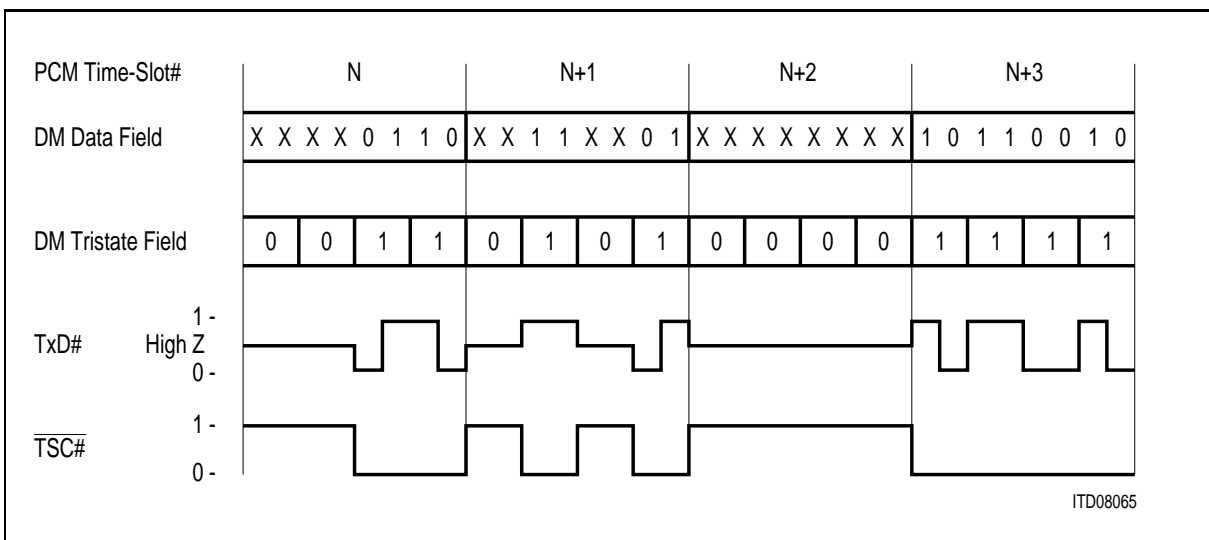 PCM Time-Slot# N N+1 N+2 N+3
DM Data Field X X X X 0 1 1 0 X X 1 1 X X 0 1 X X X X X X X X 1 0 1 1 0 0 1 0
DM Tristate Field 0 0 1 1 0 1 0 1 0 0 0 0 1 1 1 1
1 -
TxD# High Z
0 -
1 -
TSC#
0 -
ITD08065